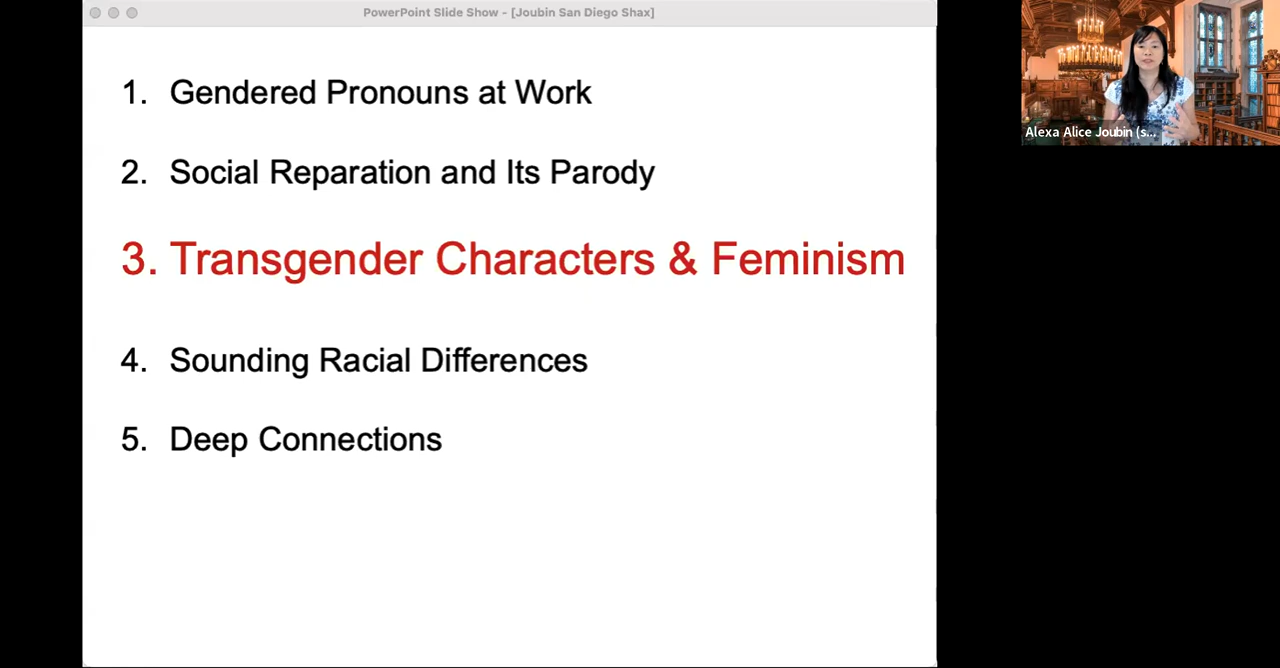 PowerPoint Slide Show - [Joubin San Diego Shax]
1. Gendered Pronouns at Work
2. Social Reparation and Its Parody
3. Transgender Characters & Feminism
4. Sounding Racial Differences
5. Deep Connections
Alexa Alice Joubin (s...